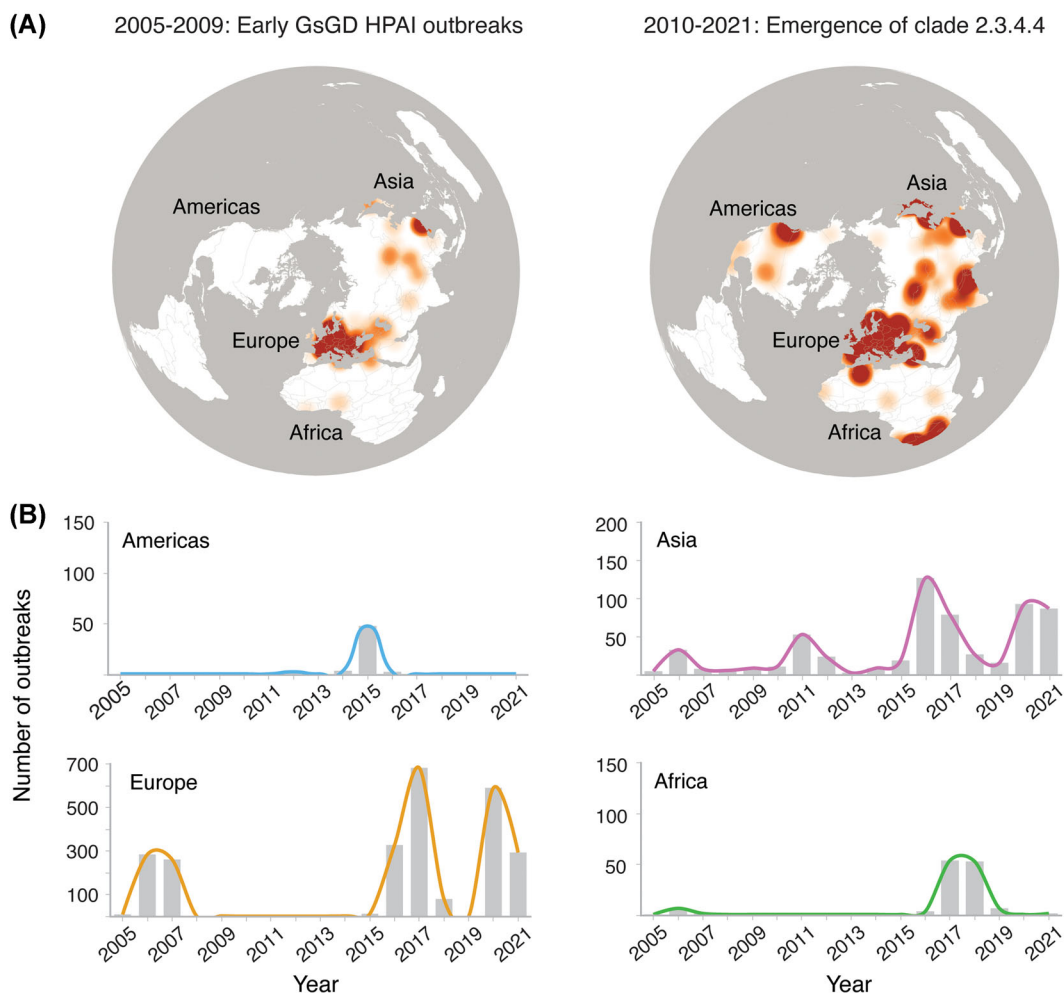 (A)
2005-2009: Early GsGD HPAI outbreaks
2010-2021: Emergence of clade 2.3.4.4
Asia
Americas
Europe
Africa
Asia
Americas
Europe
Africa
(B)
Number of outbreaks
150
100
50
Americas
2005 2007 2009 2011 2013 2015 2017 2019 2021
200
150
100
50
Asia
2005 2007 2009 2011 2013 2015 2017 2019 2021
700
500
300
100
Europe
2005 2007 2009 2011 2013 2015 2017 2019 2021
Year
150
100
50
Africa
2005 2007 2009 2011 2013 2015 2017 2019 2021
Year